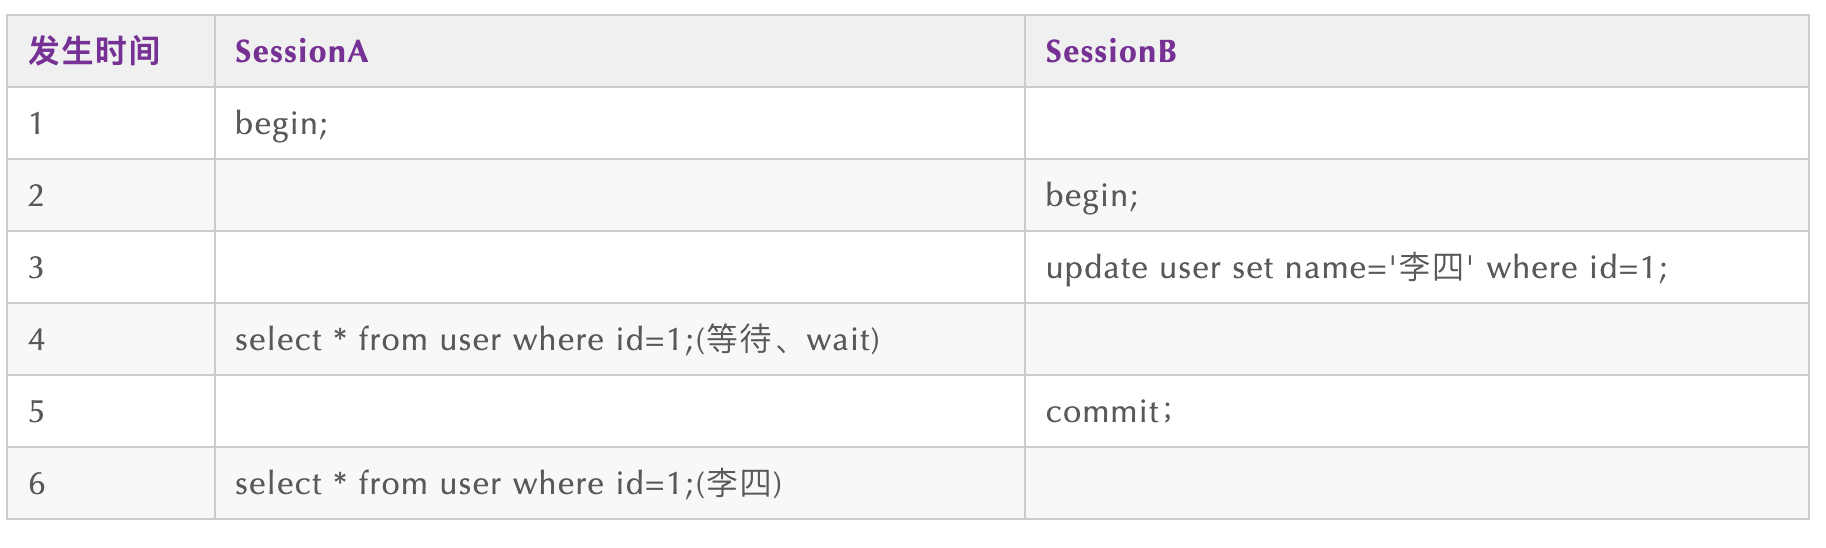 发生时间 SessionA SessionB
1 begin;
2 begin;
3 update user set name='李四' where id=1;
4 select * from user where id=1;(等待、wait)
5 commit；
6 select * from user where id=1;(李四)